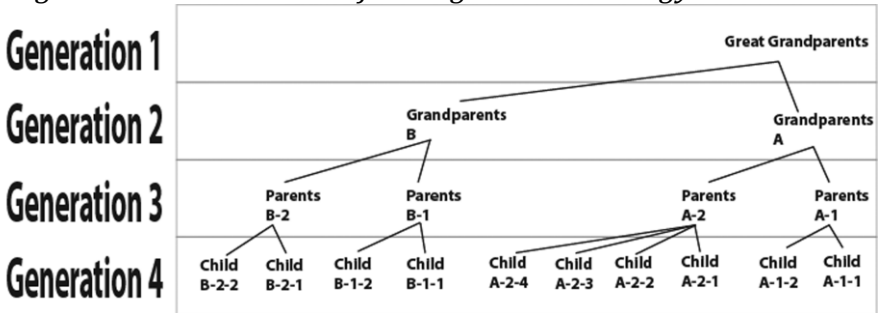 Generation 1
Great Grandparents
Generation 2
Grandparents
B
Grandparents
A
Generation 3
Parents
B-2
Parents
B-1
Parents
A-2
Parents
A-1
Generation 4
Child
B-2-2
Child
B-2-1
Child
B-1-2
Child
B-1-1
Child
A-2-4
Child
A-2-3
Child
A-2-2
Child
A-2-1
Child
A-1-2
Child
A-1-1